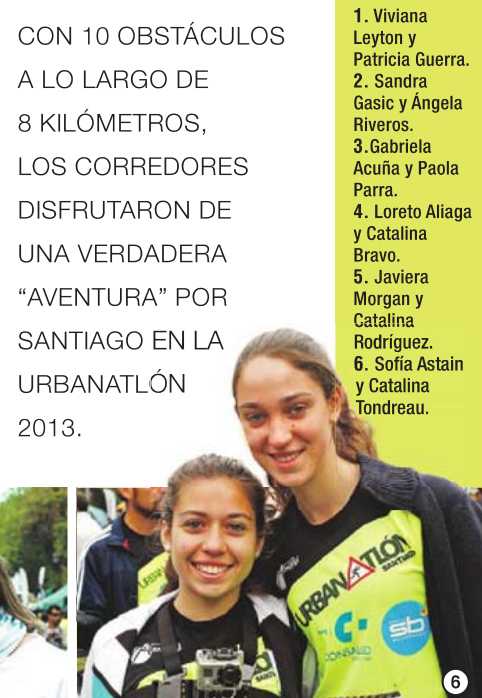 CON 10 OBSTÁCULOS
A LO LARGO DE
8 KILÓMETROS,
LOS CORREDORES
DISFRUTARON DE
UNA VERDADERA
“AVENTURA” POR
SANTIAGO EN LA
URBANATLÓN
2013.
1. Viviana
Leyton y
Patricia Guerra.
2. Sandra
Gasic y Ángela
Riveros.
3.Gabriela
Acuña y Paola
Parra.
4. Loreto Aliaga
y Catalina
Bravo.
5. Javiera
Morgan y
Catalina
Rodríguez.
6. Sofía Astain
y Catalina
Tondreau.
URBANATLÓN
SANTIAGO
CONSALUD
sb
URBAN
6